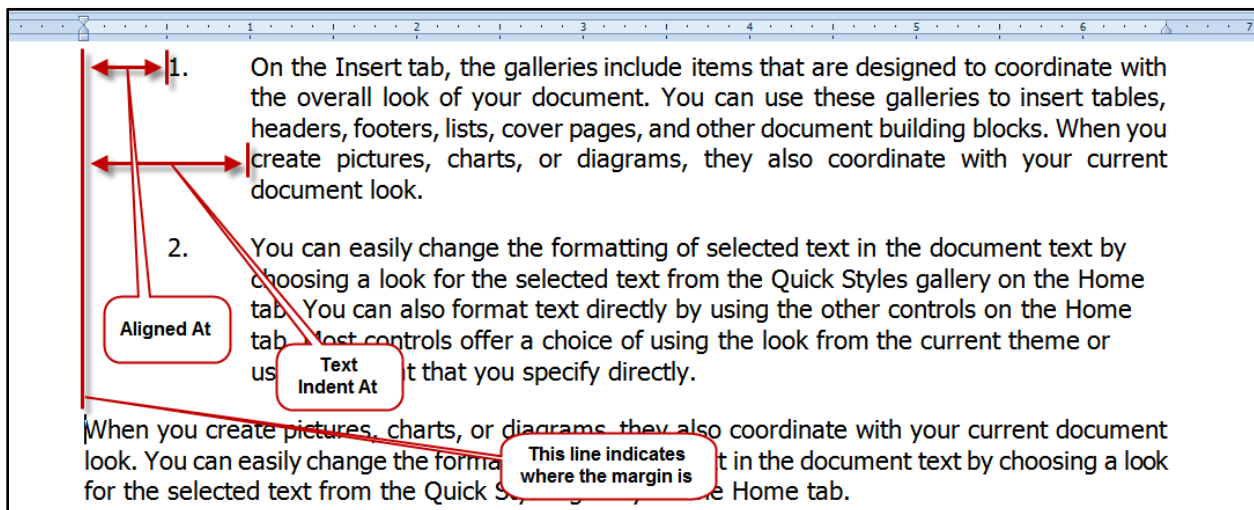 1 2 3 4 5 6 7
1. On the Insert tab, the galleries include items that are designed to coordinate with
the overall look of your document. You can use these galleries to insert tables,
headers, footers, lists, cover pages, and other document building blocks. When you
create pictures, charts, or diagrams, they also coordinate with your current
document look.
2. You can easily change the formatting of selected text in the document text by
choosing a look for the selected text from the Quick Styles gallery on the Home
tab. You can also format text directly by using the other controls on the Home
tab. Most controls offer a choice of using the look from the current theme or
that you specify directly.
Aligned At
Text
Indent At
When you create pictures, charts, or diagrams, they also coordinate with your current document
look. You can easily change the in the document text by choosing a look
for the selected text from the Quick Home tab.
This line indicates
where the margin is